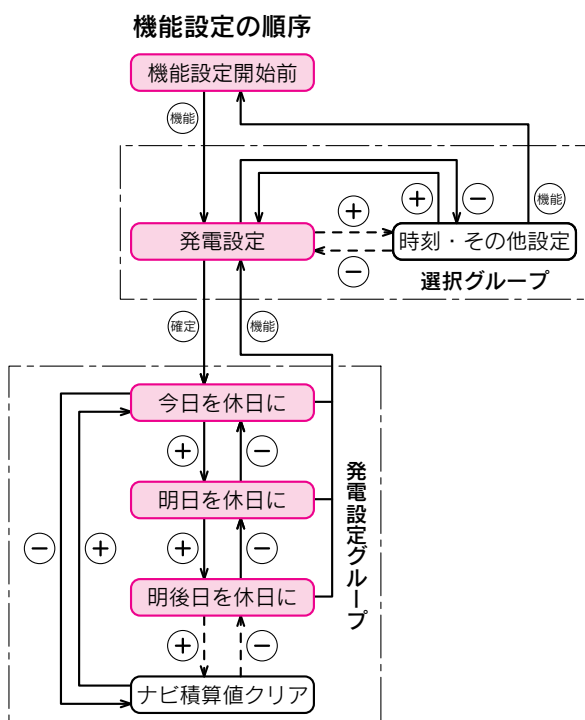 機能設定の順序
機能設定開始前
機能
+
−
機能
発電設定
+
−
時刻・その他設定
選択グループ
確定
機能
今日を休日に
+
−
発電設定グループ
明日を休日に
−
+
+
−
明後日を休日に
+
−
ナビ積算値クリア